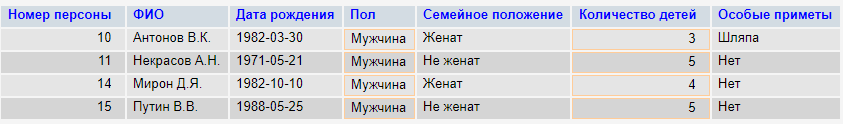 Номер персоны ФИО Дата рождения Пол Семейное положение Количество детей Особые приметы
10 Антонов В.К. 1982-03-30 Мужчина Женат 3 Шляпа
11 Некрасов А.Н. 1971-05-21 Мужчина Не женат 5 Нет
14 Мирон Д.Я. 1982-10-10 Мужчина Женат 4 Нет
15 Путин В.В. 1988-05-25 Мужчина Не женат 5 Нет